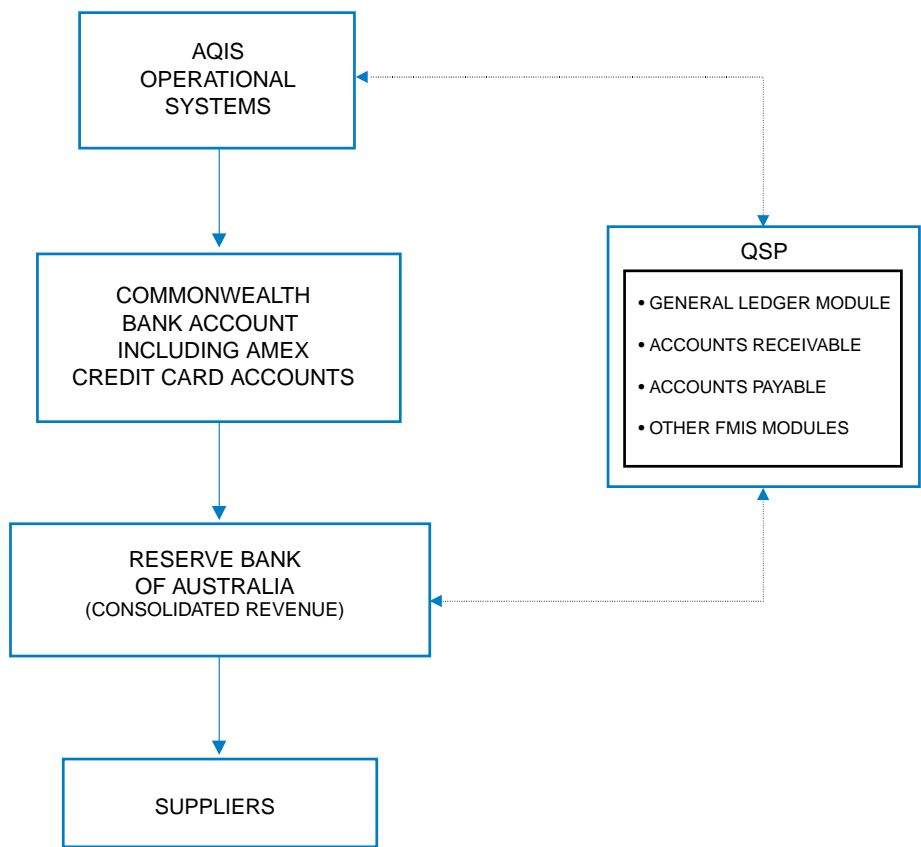 AQIS
OPERATIONAL
SYSTEMS
COMMONWEALTH
BANK ACCOUNT
INCLUDING AMEX
CREDIT CARD ACCOUNTS
RESERVE BANK
OF AUSTRALIA
(CONSOLIDATED REVENUE)
SUPPLIERS
QSP
• GENERAL LEDGER MODULE
• ACCOUNTS RECEIVABLE
• ACCOUNTS PAYABLE
• OTHER FMIS MODULES